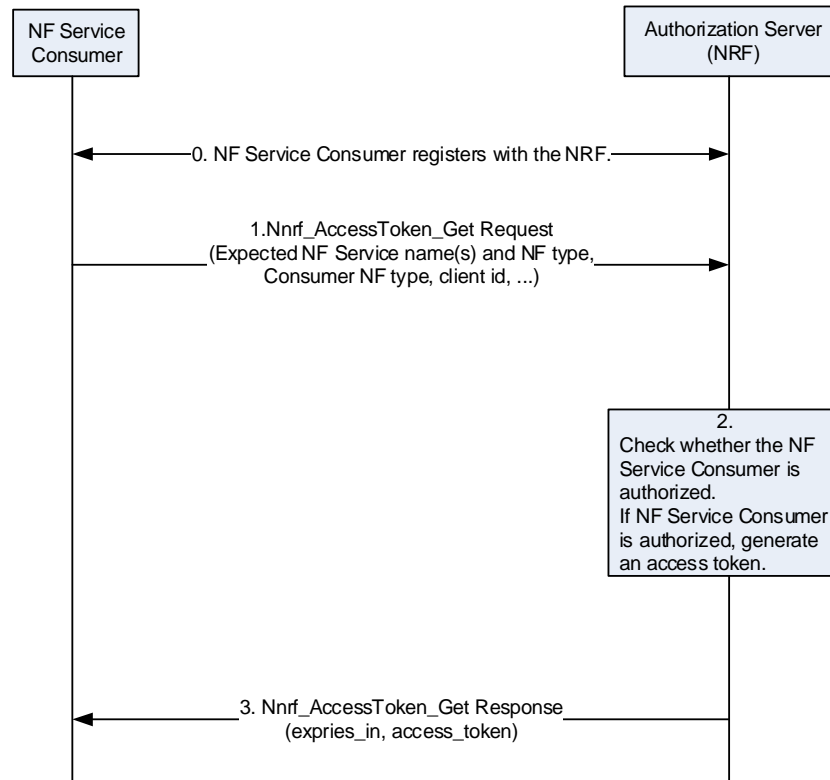 NF Service
Consumer
Authorization Server
(NRF)
0. NF Service Consumer registers with the NRF.
1.Nnrf_AccessToken_Get Request
(Expected NF Service name(s) and NF type,
Consumer NF type, client id, ...)
2.
Check whether the NF
Service Consumer is
authorized.
If NF Service Consumer
is authorized, generate
an access token.
3. Nnrf_AccessToken_Get Response
(expries_in, access_token)